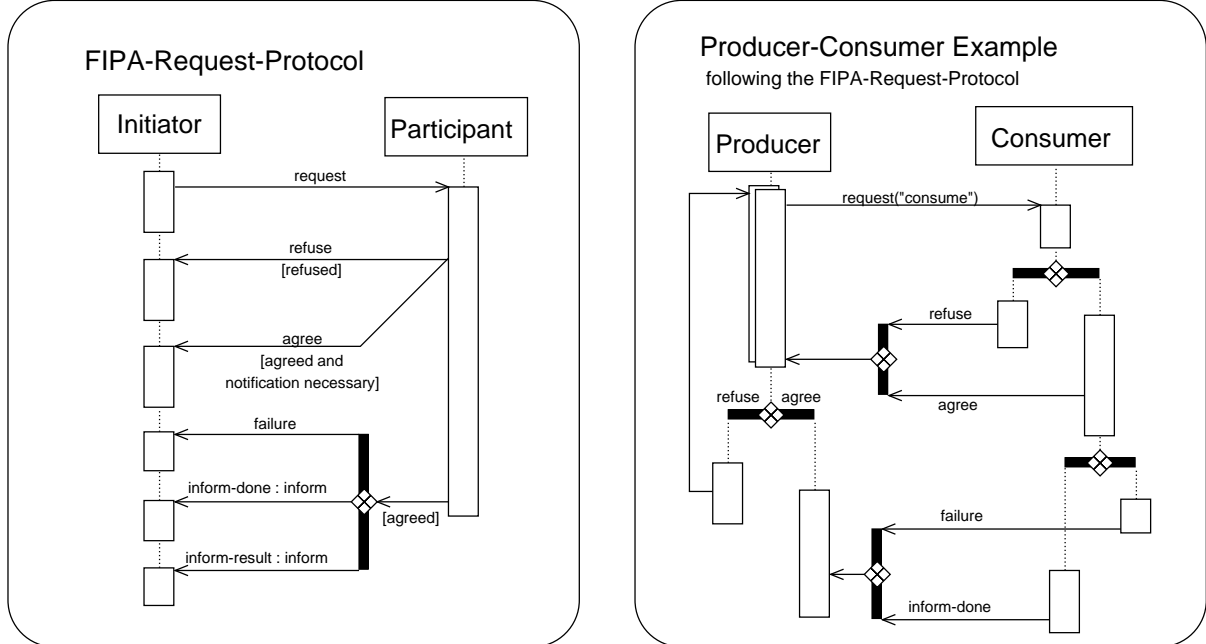 FIPA-Request-Protocol
Initiator
Participant
request
refuse
[refused]
agree
[agreed and
notification necessary]
failure
inform-done : inform
[agreed]
inform-result : inform
Producer-Consumer Example
following the FIPA-Request-Protocol
Producer
Consumer
request("consume")
refuse
refuse agree
agree
failure
inform-done